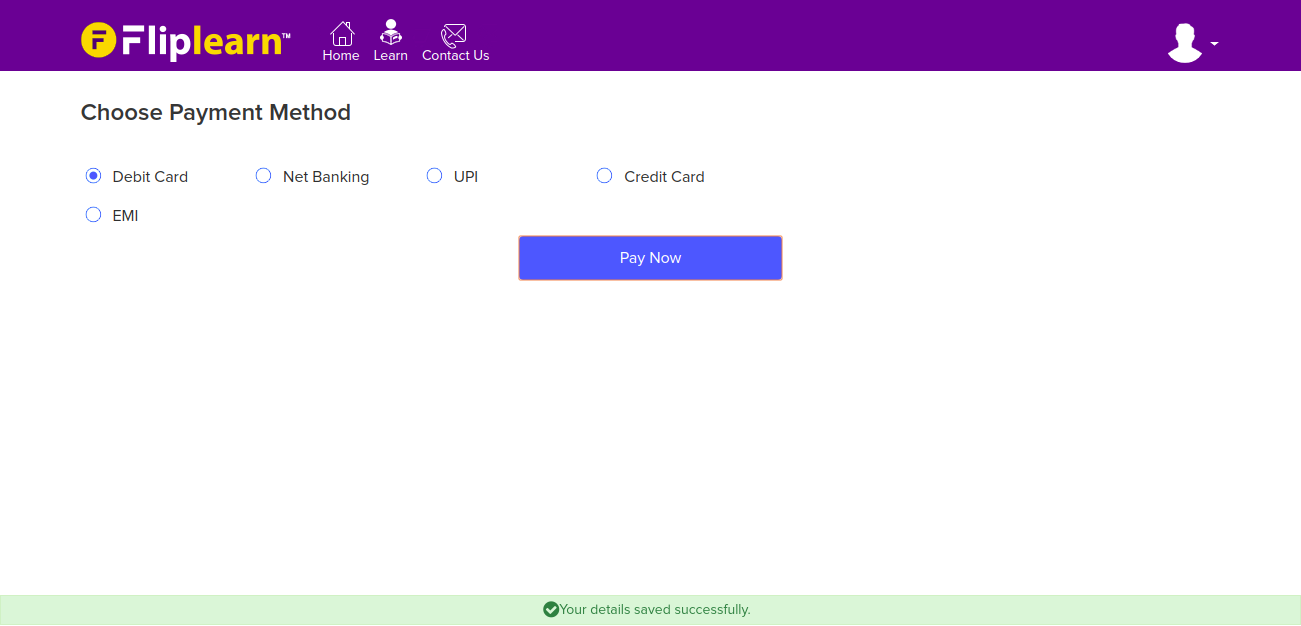 F Fliplearn™
Home Learn Contact Us
Choose Payment Method
Debit Card Net Banking UPI Credit Card
EMI
Pay Now
Your details saved successfully.